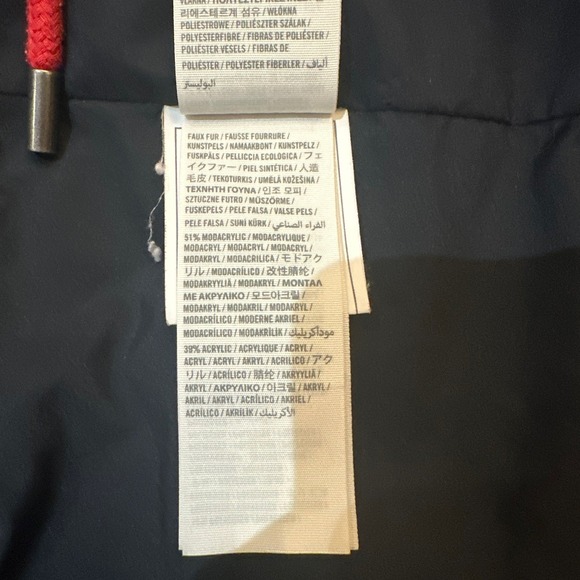 리에스테르계 섬유 / WŁÓKNA
POLIESTROWE / POLIÉSZTER SZÁLAK /
POLYESTERFIBRE / FIBRAS DE POLIÉSTER /
POLIÉSTER VESELS / FIBRAS DE
POLIÉSTER / POLYESTER FIBERLER / ألياف
البوليستر
FAUX FUR / FAUSSE FOURRURE /
KUNSTPELS / NAMAAKBONT / KUNSTPELZ /
FUSKPÄLS / PELLICCIA ECOLOGICA / フェ
イクファー / PIEL SINTÉTICA / 人造
毛皮 / TEKOTURKIS / UMĚLÁ KOŽEŠINA /
ΤΕΧΝΗΤΗ ΓΟΥΝΑ / 인조 모피 /
SZTUCZNE FUTRO / MŰSZŐRME /
FUSKEPELS / PELE FALSA / VALSE PELS /
PELE FALSA / SUNİ KÜRK / الفراء الصناعي
51% MODACRYLIC / MODACRYLIQUE /
MODACRYL / MODACRYL / MODACRYL /
MODAKRYL / MODACRILICA / モドアク
リル / MODACRÍLICO / 改性腈纶 /
MODAKRYYLIÄ / MODAKRYL / ΜΟΝΤΑΛ
ΜΕ ΑΚΡΥΛΙΚΟ / 모드아크릴 /
MODAKRYL / MODAKRIL / MODAKRYL /
MODACRÍLICO / MODERNE AKRIEL /
MODACRÍLICO / MODAKRİLİK / موداكريليك
39% ACRYLIC / ACRYLIQUE / ACRYL /
ACRYL / ACRYL / AKRYL / ACRILICO / アク
リル / ACRÍLICO / 腈纶 / AKRYYLIÄ /
AKRYL / ΑΚΡΥΛΙΚΟ / 아크릴 / AKRYL /
AKRIL / AKRYL / ACRÍLICO / AKRIEL /
ACRÍLICO / AKRİLİK / الأكريليك